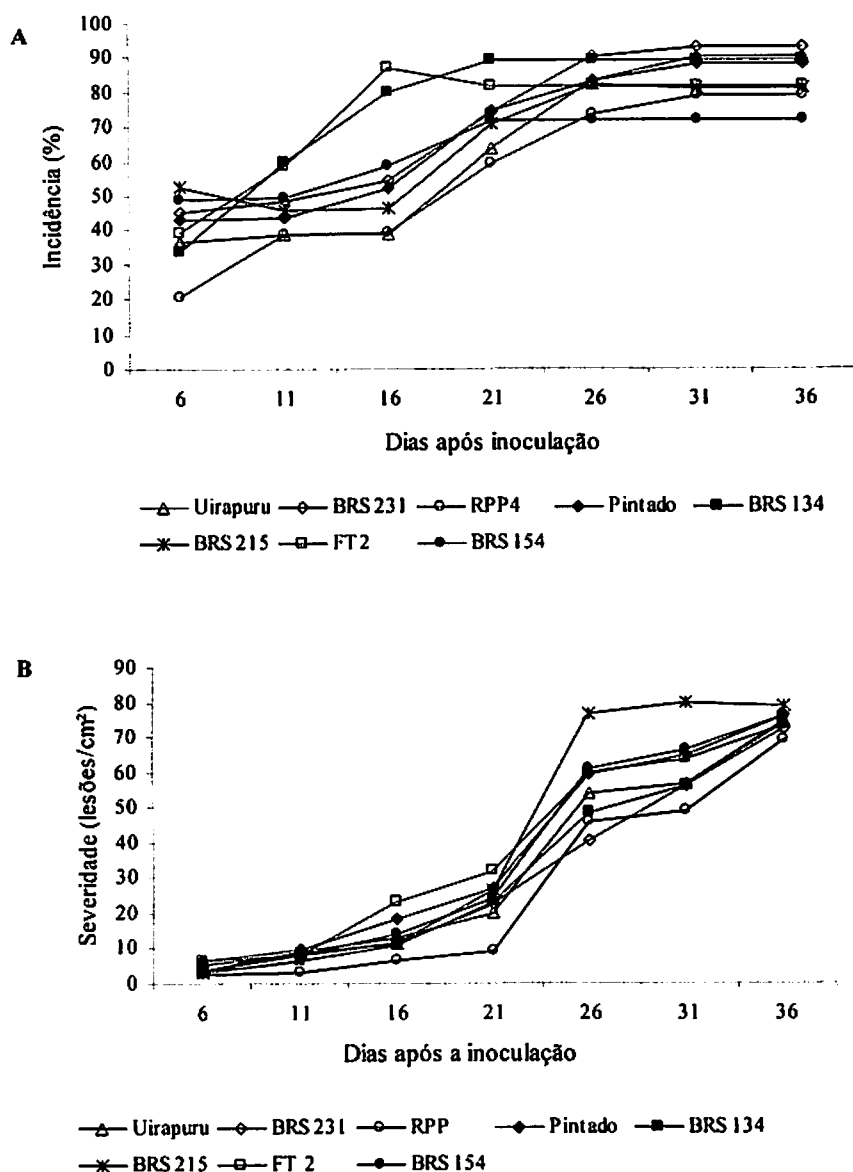 A
100
90
80
70
60
50
40
30
20
10
0
Incidência (%)
6 11 16 21 26 31 36
Dias após inoculação
Uirapuru BRS 231 RPP4 Pintado BRS 134
BRS 215 FT 2 BRS 154
B
90
80
70
60
50
40
30
20
10
0
Severidade (lesões/cm²)
6 11 16 21 26 31 36
Dias após a inoculação
Uirapuru BRS 231 RPP Pintado BRS 134
BRS 215 FT 2 BRS 154